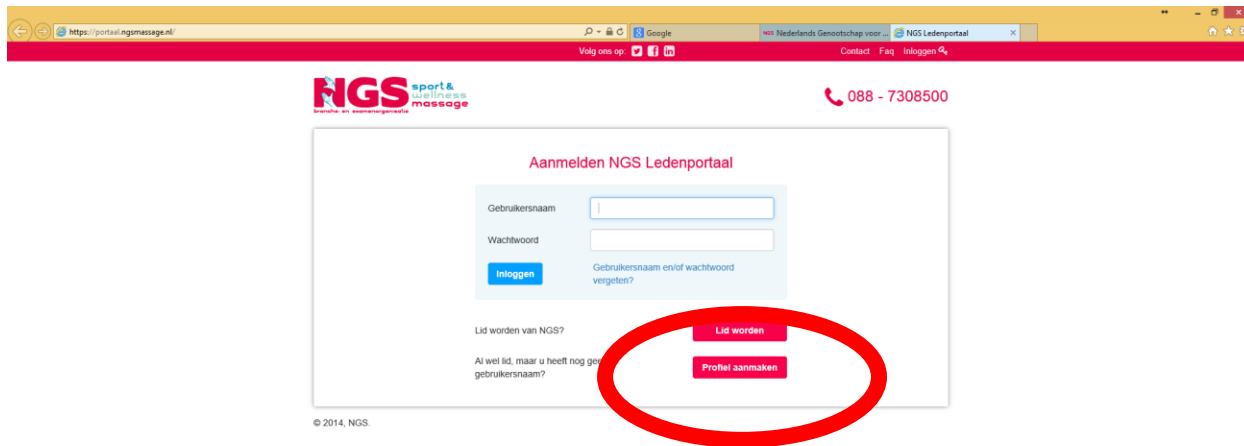 https://portaal.ngsmassage.nl/
Google
NGS Nederlands Genootschap voor ...
NGS Ledenportaal
Volg ons op:
Contact Faq Inloggen
NGS sport &
wellness
massage
branche- en examenorganisatie
088 - 7308500
Aanmelden NGS Ledenportaal
Gebruikersnaam
Wachtwoord
Inloggen
Gebruikersnaam en/of wachtwoord
vergeten?
Lid worden van NGS?
Lid worden
Al wel lid, maar u heeft nog
gebruikersnaam?
Profiel aanmaken
© 2014, NGS.